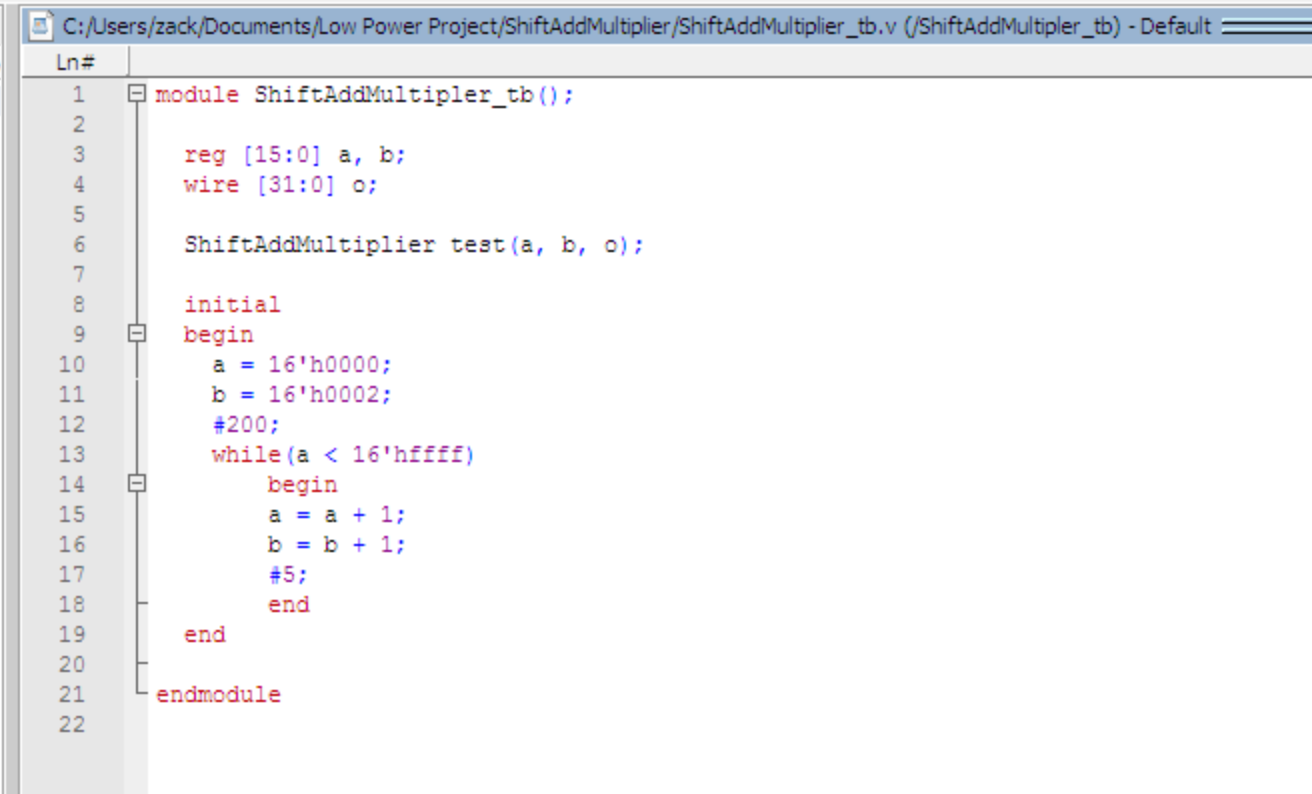 C:/Users/zack/Documents/Low Power Project/ShiftAddMultiplier/ShiftAddMultiplier_tb.v (/ShiftAddMultipler_tb) - Default
Ln#
1 module ShiftAddMultipler_tb();
2
3 reg [15:0] a, b;
4 wire [31:0] o;
5
6 ShiftAddMultiplier test(a, b, o);
7
8 initial
9 begin
10 a = 16'h0000;
11 b = 16'h0002;
12 #200;
13 while(a < 16'hffff)
14 begin
15 a = a + 1;
16 b = b + 1;
17 #5;
18 end
19 end
20
21 endmodule
22